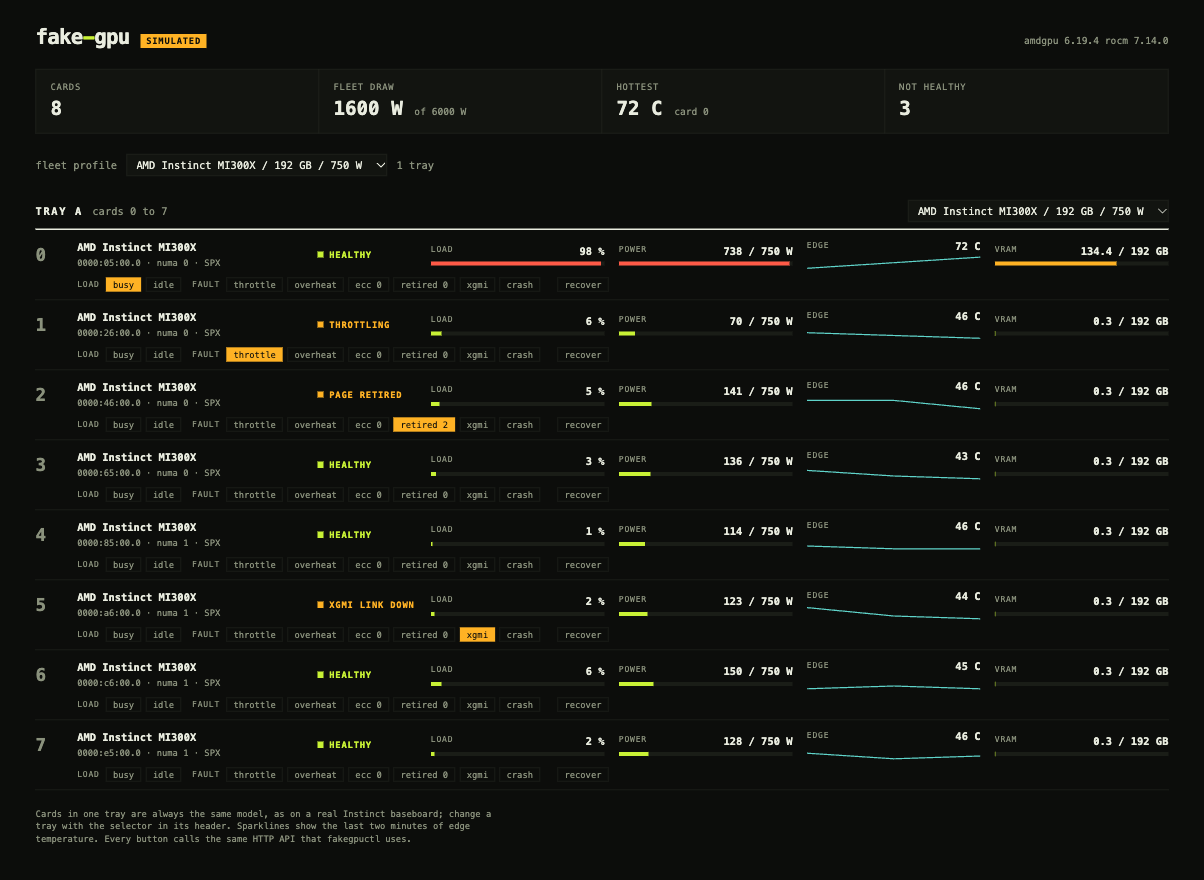 fake-gpu SIMULATED
amdgpu 6.19.4 rocm 7.14.0
CARDS
8
FLEET DRAW
1600 W of 6000 W
HOTTEST
72 C card 0
NOT HEALTHY
3
fleet profile AMD Instinct MI300X / 192 GB / 750 W 1 tray
TRAY A cards 0 to 7 AMD Instinct MI300X / 192 GB / 750 W
0 AMD Instinct MI300X HEALTHY LOAD 98 % POWER 738 / 750 W EDGE 72 C VRAM 134.4 / 192 GB
0000:05:00.0 · numa 0 · SPX
LOAD busy idle FAULT throttle overheat ecc 0 retired 0 xgmi crash recover
1 AMD Instinct MI300X THROTTLING LOAD 6 % POWER 70 / 750 W EDGE 46 C VRAM 0.3 / 192 GB
0000:26:00.0 · numa 0 · SPX
LOAD busy idle FAULT throttle overheat ecc 0 retired 0 xgmi crash recover
2 AMD Instinct MI300X PAGE RETIRED LOAD 5 % POWER 141 / 750 W EDGE 46 C VRAM 0.3 / 192 GB
0000:46:00.0 · numa 0 · SPX
LOAD busy idle FAULT throttle overheat ecc 0 retired 2 xgmi crash recover
3 AMD Instinct MI300X HEALTHY LOAD 3 % POWER 136 / 750 W EDGE 43 C VRAM 0.3 / 192 GB
0000:65:00.0 · numa 0 · SPX
LOAD busy idle FAULT throttle overheat ecc 0 retired 0 xgmi crash recover
4 AMD Instinct MI300X HEALTHY LOAD 1 % POWER 114 / 750 W EDGE 46 C VRAM 0.3 / 192 GB
0000:85:00.0 · numa 1 · SPX
LOAD busy idle FAULT throttle overheat ecc 0 retired 0 xgmi crash recover
5 AMD Instinct MI300X XGMI LINK DOWN LOAD 2 % POWER 123 / 750 W EDGE 44 C VRAM 0.3 / 192 GB
0000:a6:00.0 · numa 1 · SPX
LOAD busy idle FAULT throttle overheat ecc 0 retired 0 xgmi crash recover
6 AMD Instinct MI300X HEALTHY LOAD 6 % POWER 150 / 750 W EDGE 45 C VRAM 0.3 / 192 GB
0000:c6:00.0 · numa 1 · SPX
LOAD busy idle FAULT throttle overheat ecc 0 retired 0 xgmi crash recover
7 AMD Instinct MI300X HEALTHY LOAD 2 % POWER 128 / 750 W EDGE 46 C VRAM 0.3 / 192 GB
0000:e5:00.0 · numa 1 · SPX
LOAD busy idle FAULT throttle overheat ecc 0 retired 0 xgmi crash recover
Cards in one tray are always the same model, as on a real Instinct baseboard; change a
tray with the selector in its header. Sparklines show the last two minutes of edge
temperature. Every button calls the same HTTP API that fakegpuctl uses.